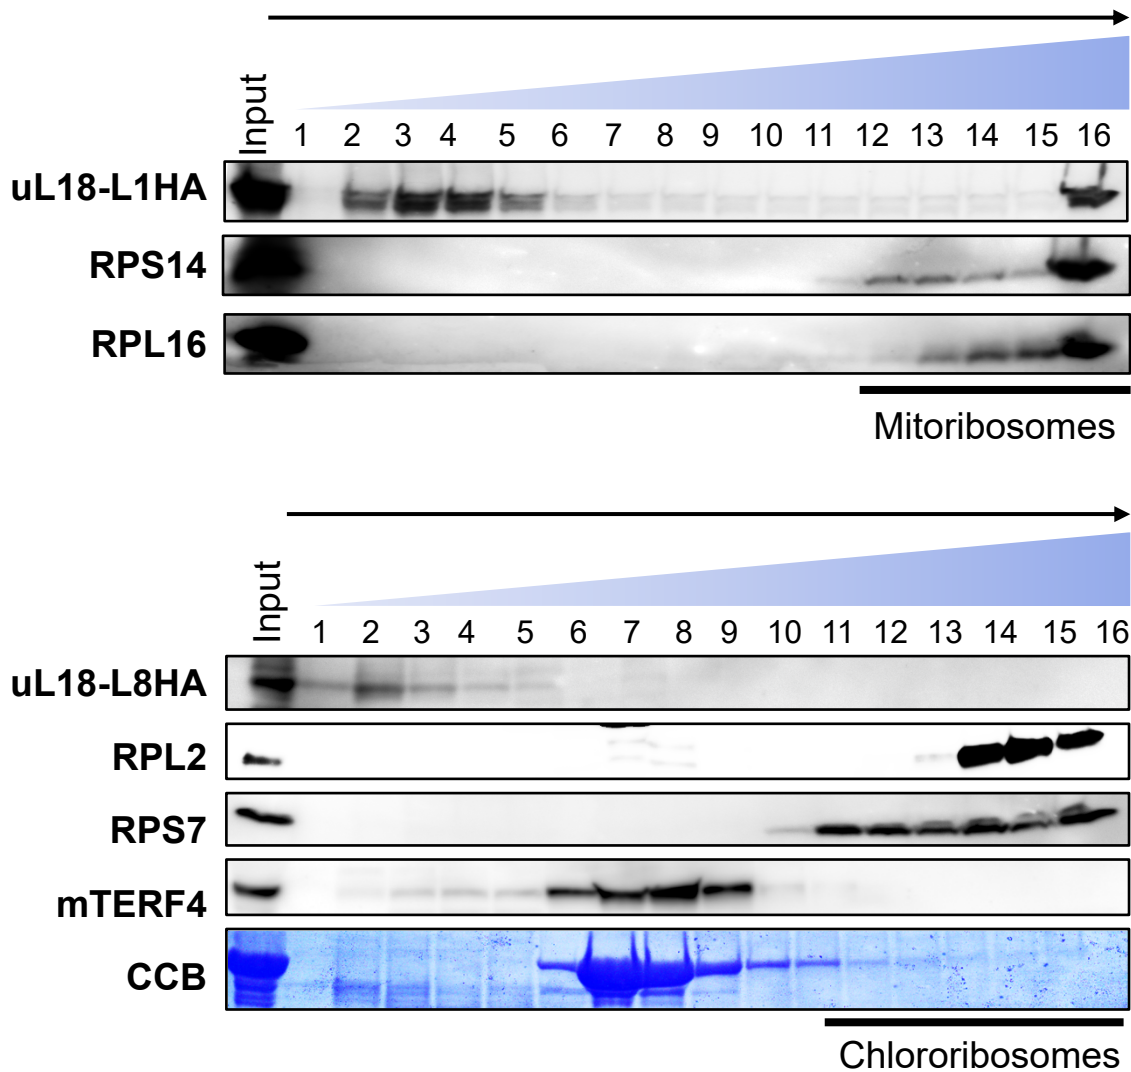 Input 1 2 3 4 5 6 7 8 9 10 11 12 13 14 15 16
uL18-L1HA
RPS14
RPL16
Mitoribosomes
Input 1 2 3 4 5 6 7 8 9 10 11 12 13 14 15 16
uL18-L8HA
RPL2
RPS7
mTERF4
CCB
Chlororibosomes